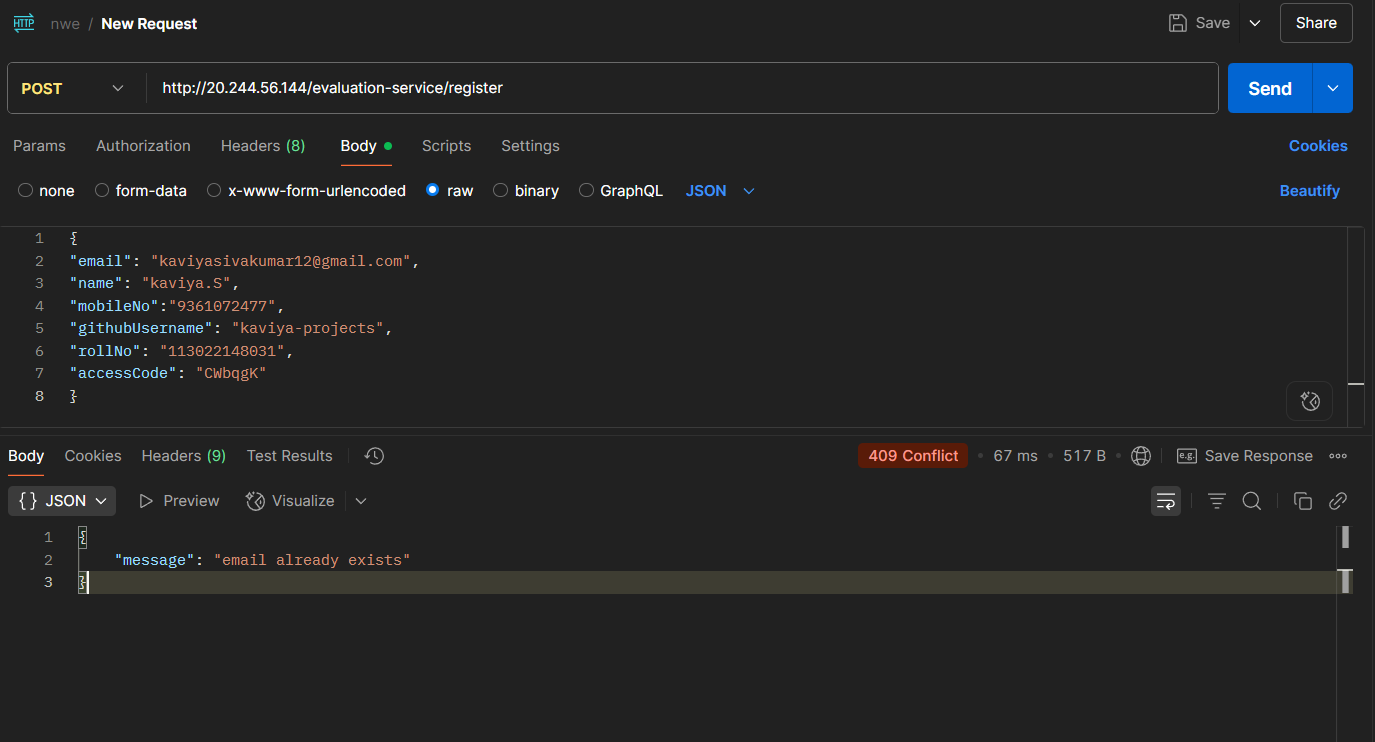 HTTP nwe / New Request Save Share
POST http://20.244.56.144/evaluation-service/register Send
Params Authorization Headers (8) Body Scripts Settings Cookies
none form-data x-www-form-urlencoded raw binary GraphQL JSON Beautify
1 {
2 "email": "kaviyasivakumar12@gmail.com",
3 "name": "kaviya.S",
4 "mobileNo":"9361072477",
5 "githubUsername": "kaviya-projects",
6 "rollNo": "113022148031",
7 "accessCode": "CWbqgK"
8 }
Body Cookies Headers (9) Test Results 409 Conflict • 67 ms • 517 B • e.g. Save Response
{} JSON Preview Visualize
1 {
2 "message": "email already exists"
3 }